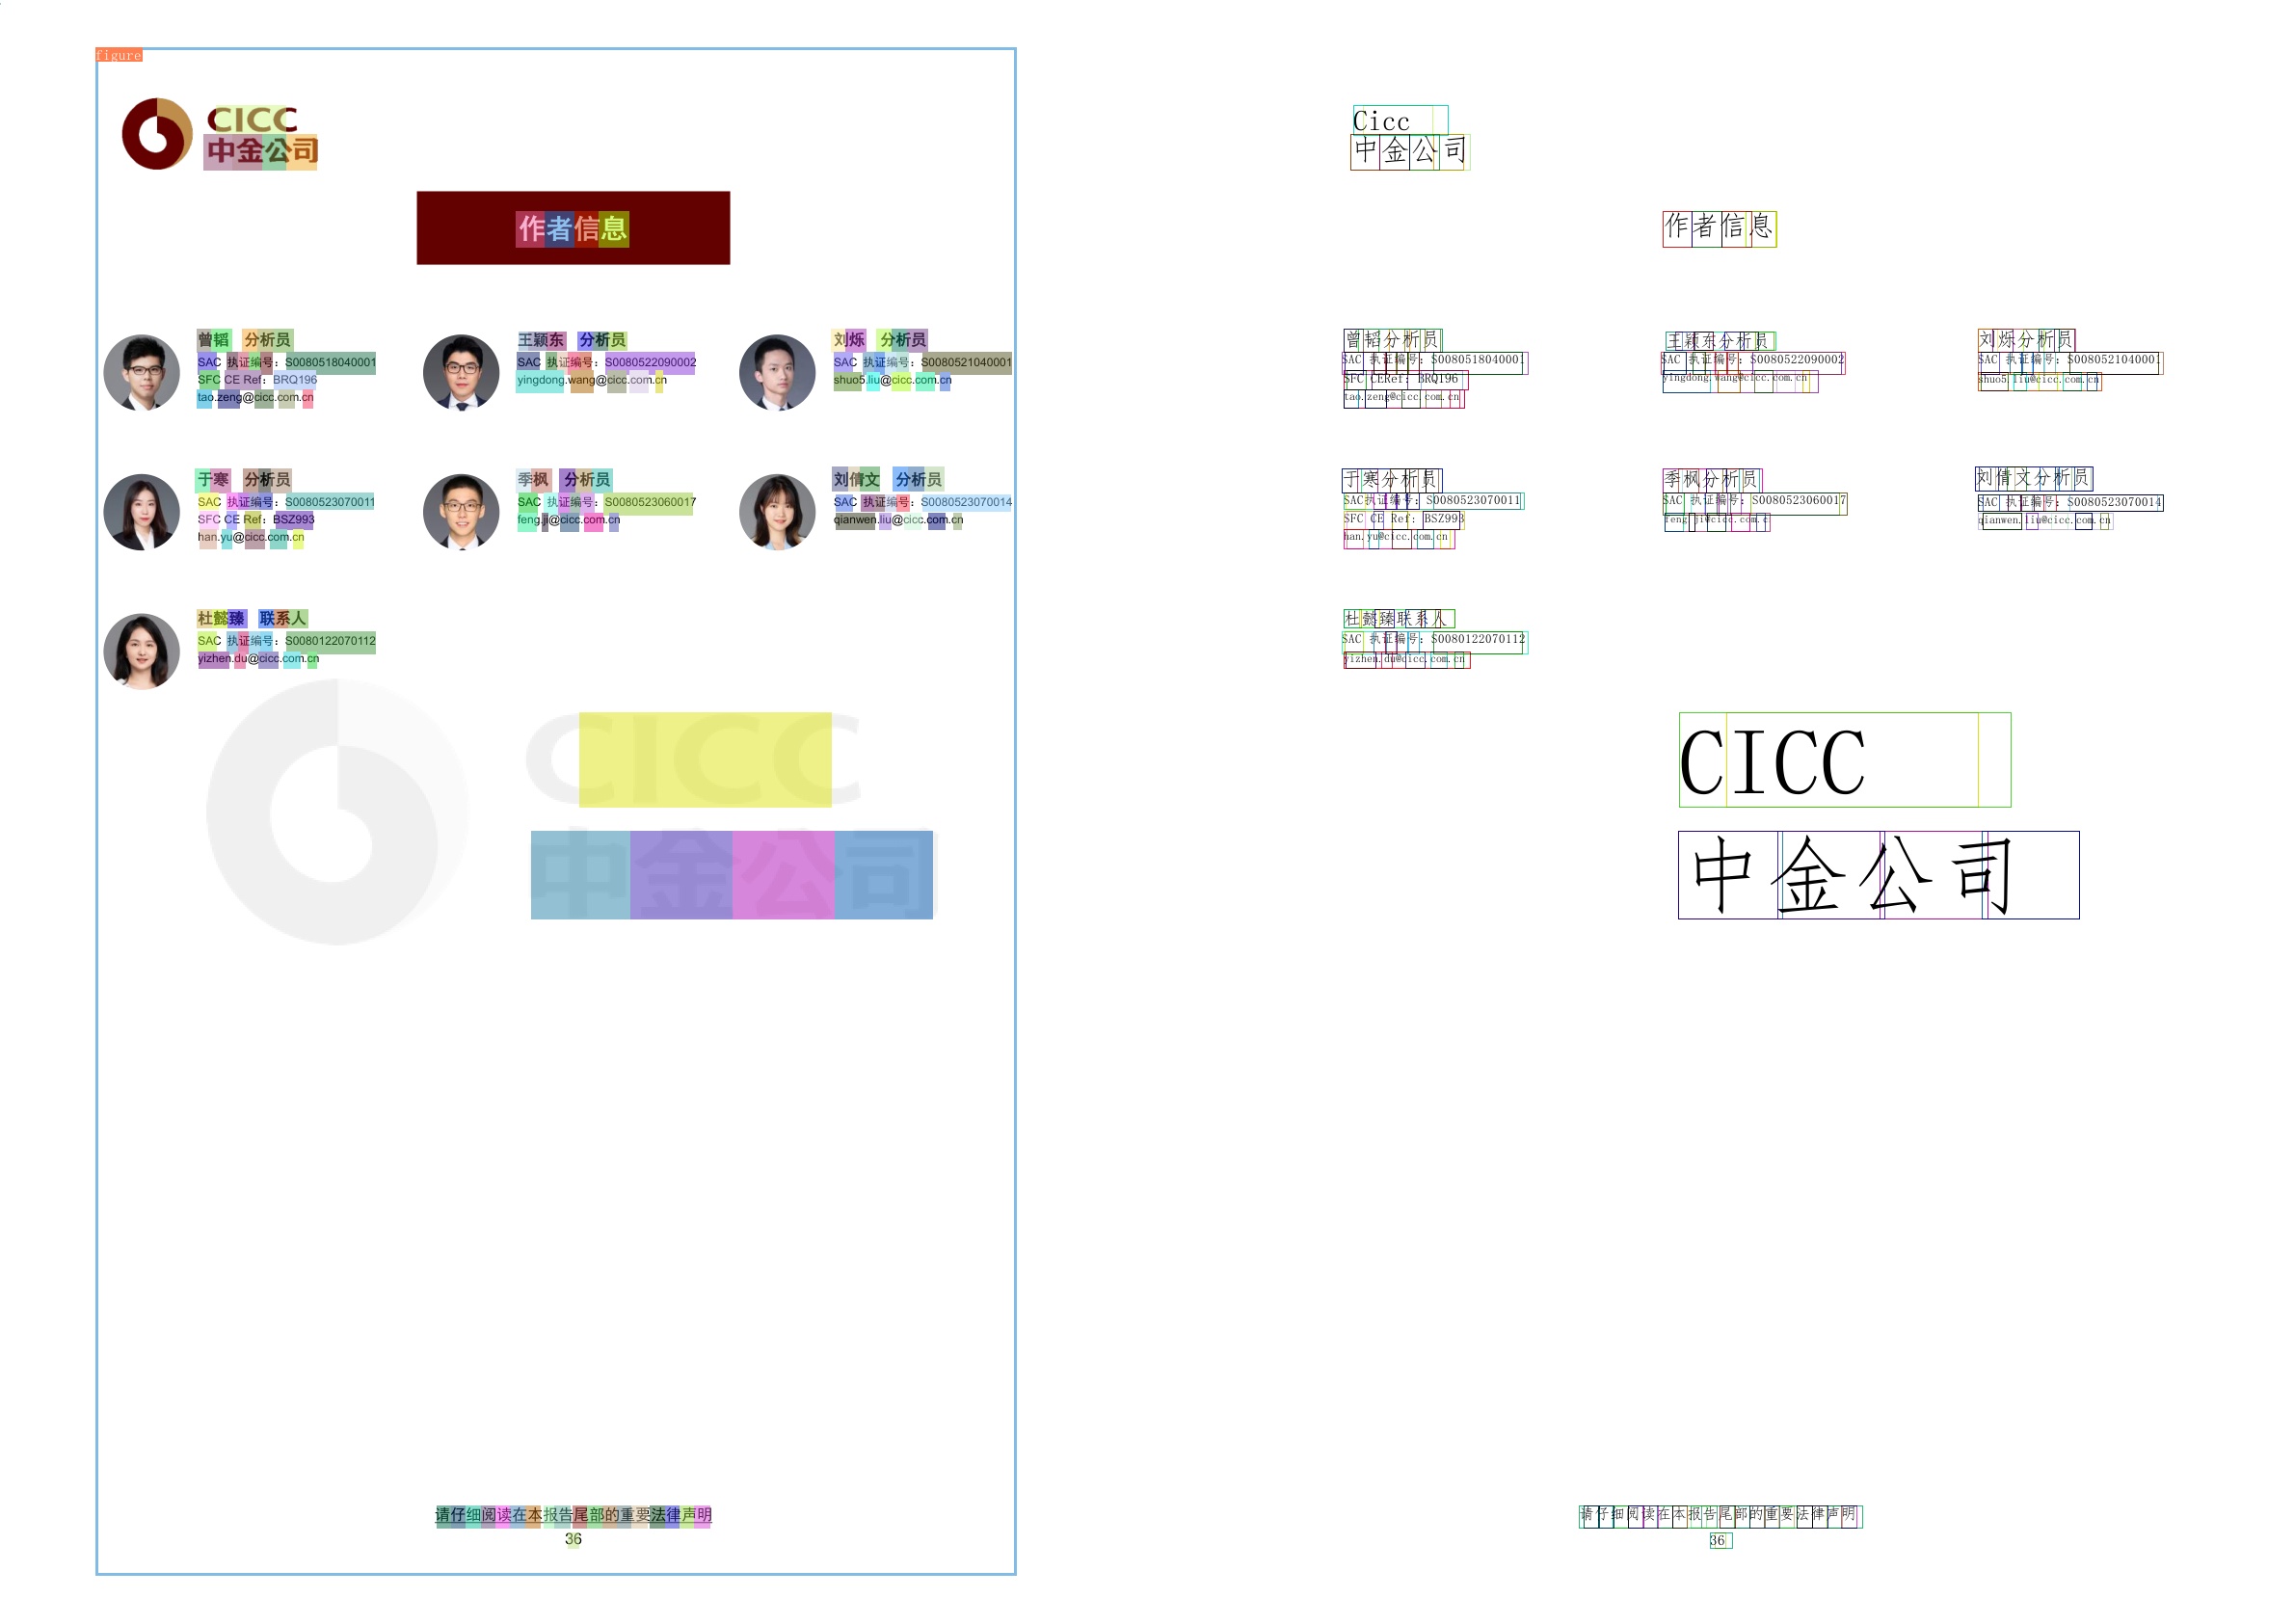 figure
CICC
中金公司
作者信息
曾韬 分析员
SAC 执证编号：S0080518040001
SFC CE Ref：BRQ196
tao.zeng@cicc.com.cn
王颖东 分析员
SAC 执证编号：S0080522090002
yingdong.wang@cicc.com.cn
刘烁 分析员
SAC 执证编号：S0080521040001
shuo5.liu@cicc.com.cn
于寒 分析员
SAC 执证编号：S0080523070011
SFC CE Ref：BSZ993
han.yu@cicc.com.cn
季枫 分析员
SAC 执证编号：S0080523060017
feng.ji@cicc.com.cn
刘倩文 分析员
SAC 执证编号：S0080523070014
qianwen.liu@cicc.com.cn
杜懿臻 联系人
SAC 执证编号：S0080122070112
yizhen.du@cicc.com.cn
CICC
中金公司
请仔细阅读在本报告尾部的重要法律声明
36
Cicc
中金公司
作者信息
曾韬分析员
SAC 执证编号：S0080518040001
SFC CERef：BRQ196
tao.zeng@cicc.com.cn
王颖东分析员
SAC 执证编号：S0080522090002
yingdong.wang@cicc.com.cn
刘烁分析员
SAC 执证编号：S0080521040001
shuo5.liu@cicc.com.cn
于寒分析员
SAC执证编号：S0080523070011
SFC CE Ref：BSZ993
han.yu@cicc.com.cn
季枫分析员
SAC 执证编号：S0080523060017
feng.ji@cicc.com.c
刘倩文分析员
SAC 执证编号：S0080523070014
qianwen.liu@cicc.com.cn
杜懿臻联系人
SAC 执证编号：S0080122070112
yizhen.du@cicc.com.cn
CICC
中金公司
请仔细阅读在本报告尾部的重要法律声明
36